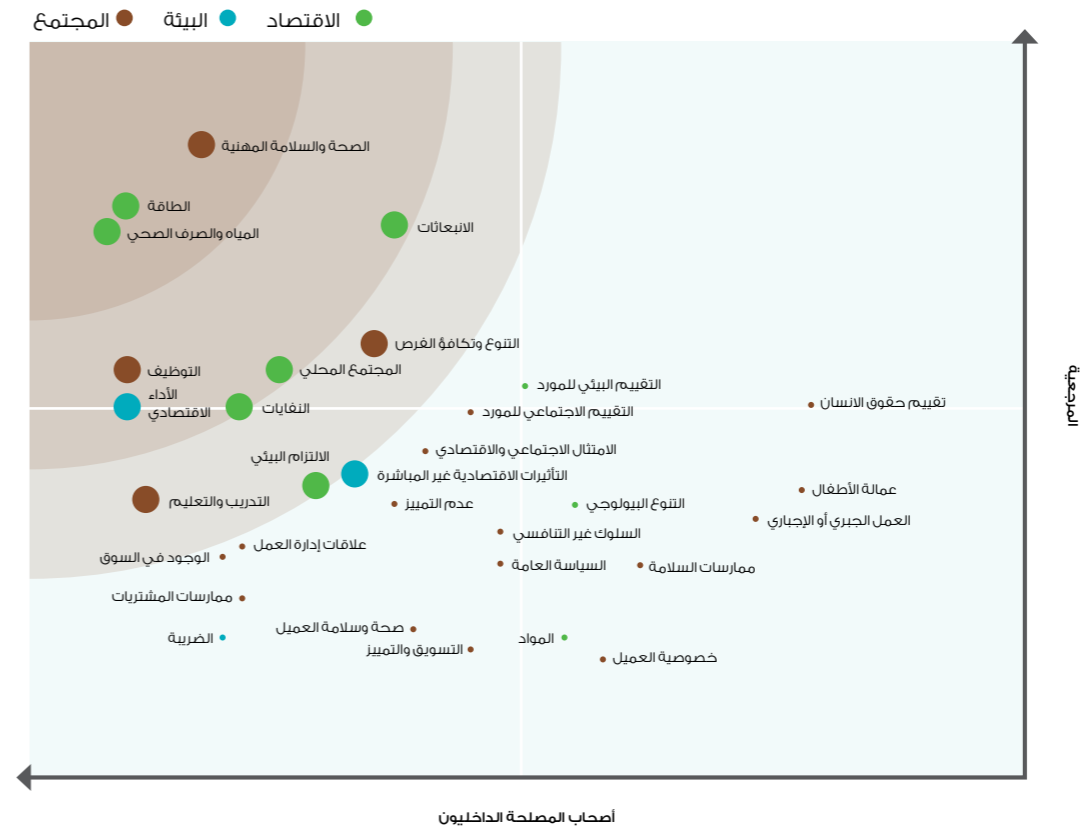 الاقتصاد
البيئة
المجتمع
الصحة والسلامة المهنية
الطاقة
الانبعاثات
المياه والصرف الصحي
التنوع وتكافؤ الفرص
المجتمع المحلي
التوظيف
التقييم البيئي للمورد
الأداء
الاقتصادي
تقييم حقوق الانسان
التقييم الاجتماعي للمورد
النفايات
الامتثال الاجتماعي والاقتصادي
الالتزام البيئي
التأثيرات الاقتصادية غير المباشرة
عمالة الأطفال
التنوع البيولوجي
عدم التمييز
التدريب والتعليم
العمل الجبري أو الإجباري
السلوك غير التنافسي
علاقات إدارة العمل
الوجود في السوق
ممارسات السلامة
السياسة العامة
ممارسات المشتريات
صحة وسلامة العميل
المواد
الضريبة
التسويق والتمييز
خصوصية العميل
المرجعية
أصحاب المصلحة الداخليون